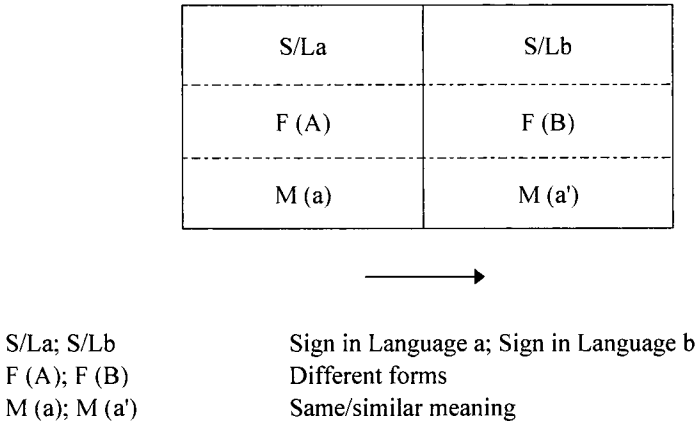 S/La S/Lb
F (A) F (B)
M (a) M (a')
S/La; S/Lb Sign in Language a; Sign in Language b
F (A); F (B) Different forms
M (a); M (a') Same/similar meaning